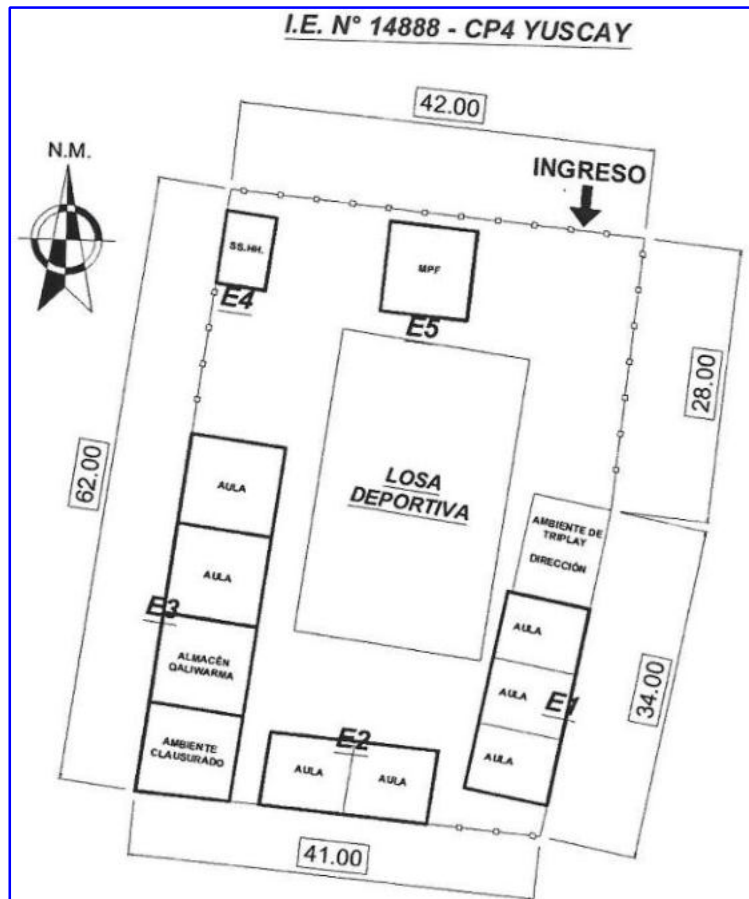 I.E. N° 14888 - CP4 YUSCAY
42.00
N.M.
INGRESO
SS.HH.
MPF
E4
E5
28.00
62.00
LOSA
DEPORTIVA
AULA
AMBIENTE DE
TRIPLAY
DIRECCIÓN
AULA
E3
AULA
ALMACÉN
QALIWARMA
AULA
E1
34.00
AMBIENTE
CLAUSURADO
E2
AULA
AULA
AULA
41.00